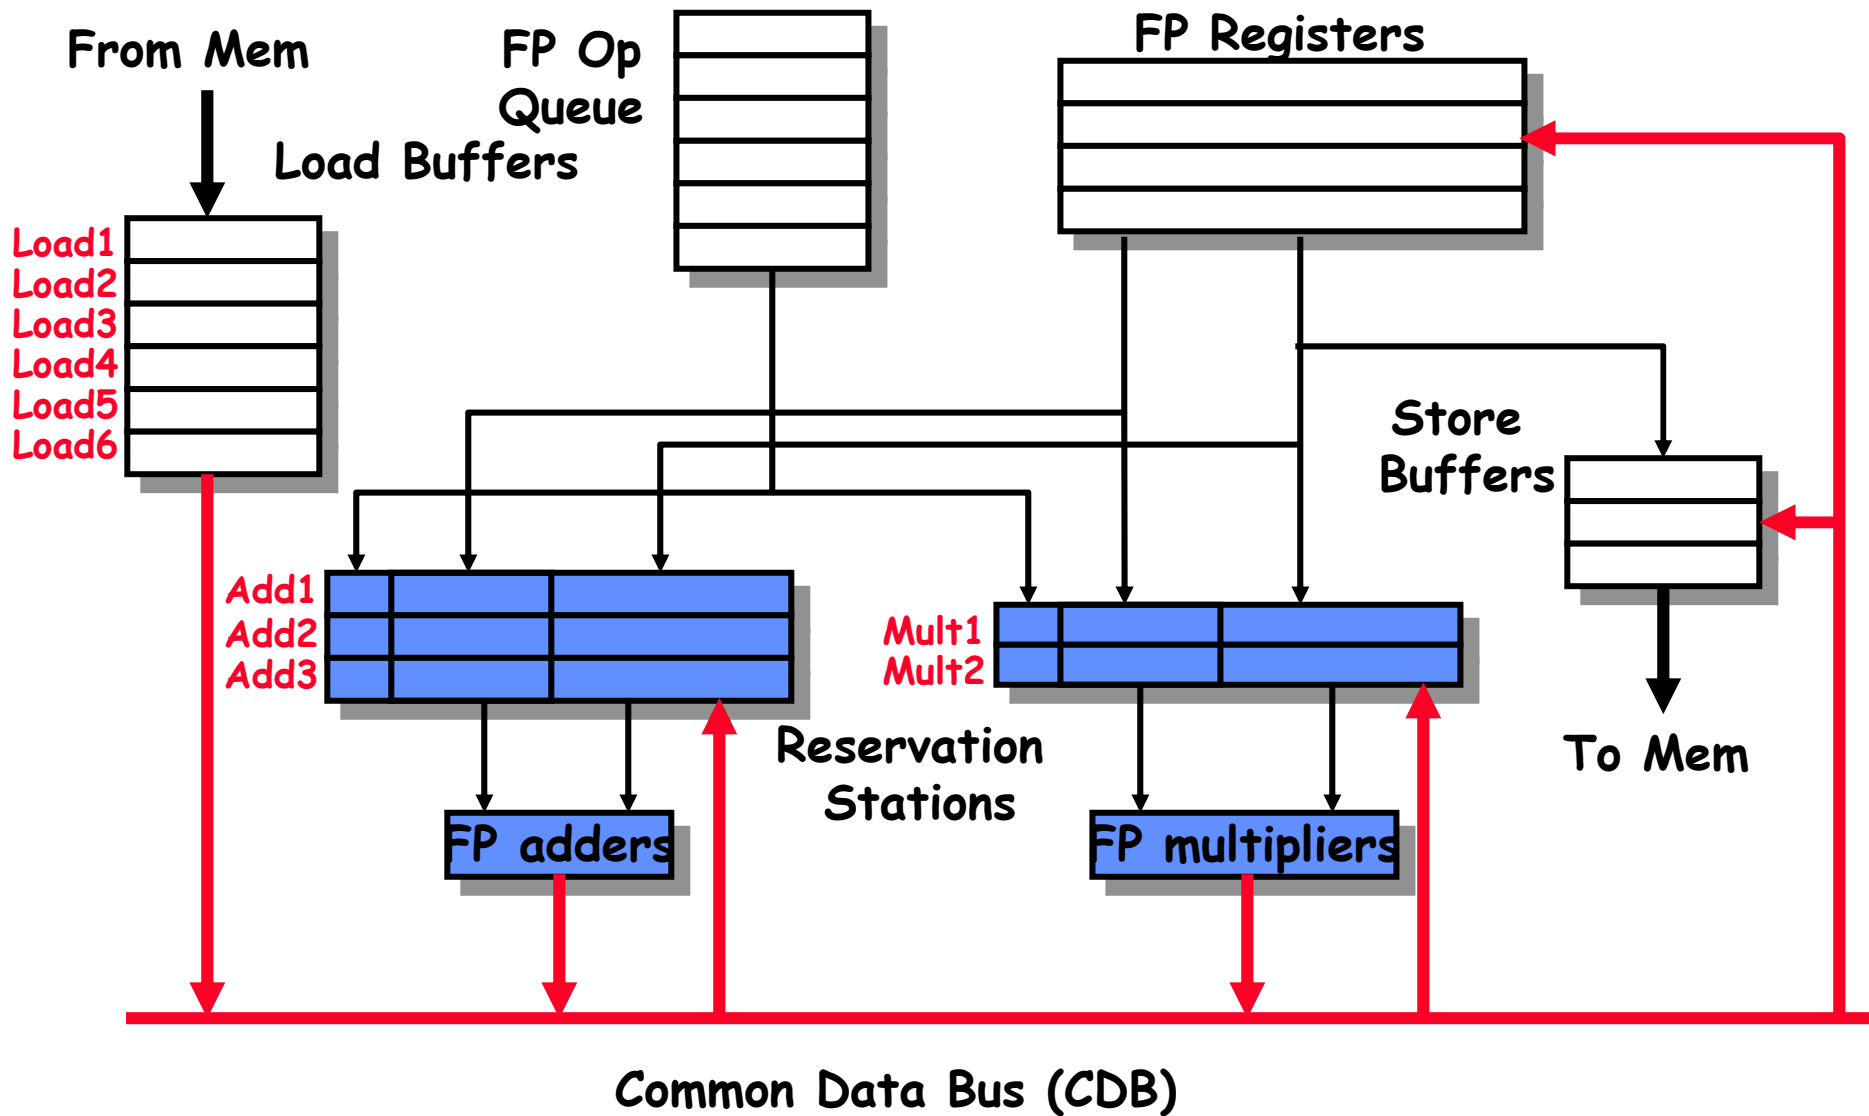 From Mem
FP Op
Queue
FP Registers
Load Buffers
Load1
Load2
Load3
Load4
Load5
Load6
Store
Buffers
Add1
Add2
Add3
Mult1
Mult2
Reservation
Stations
To Mem
FP adders
FP multipliers
Common Data Bus (CDB)